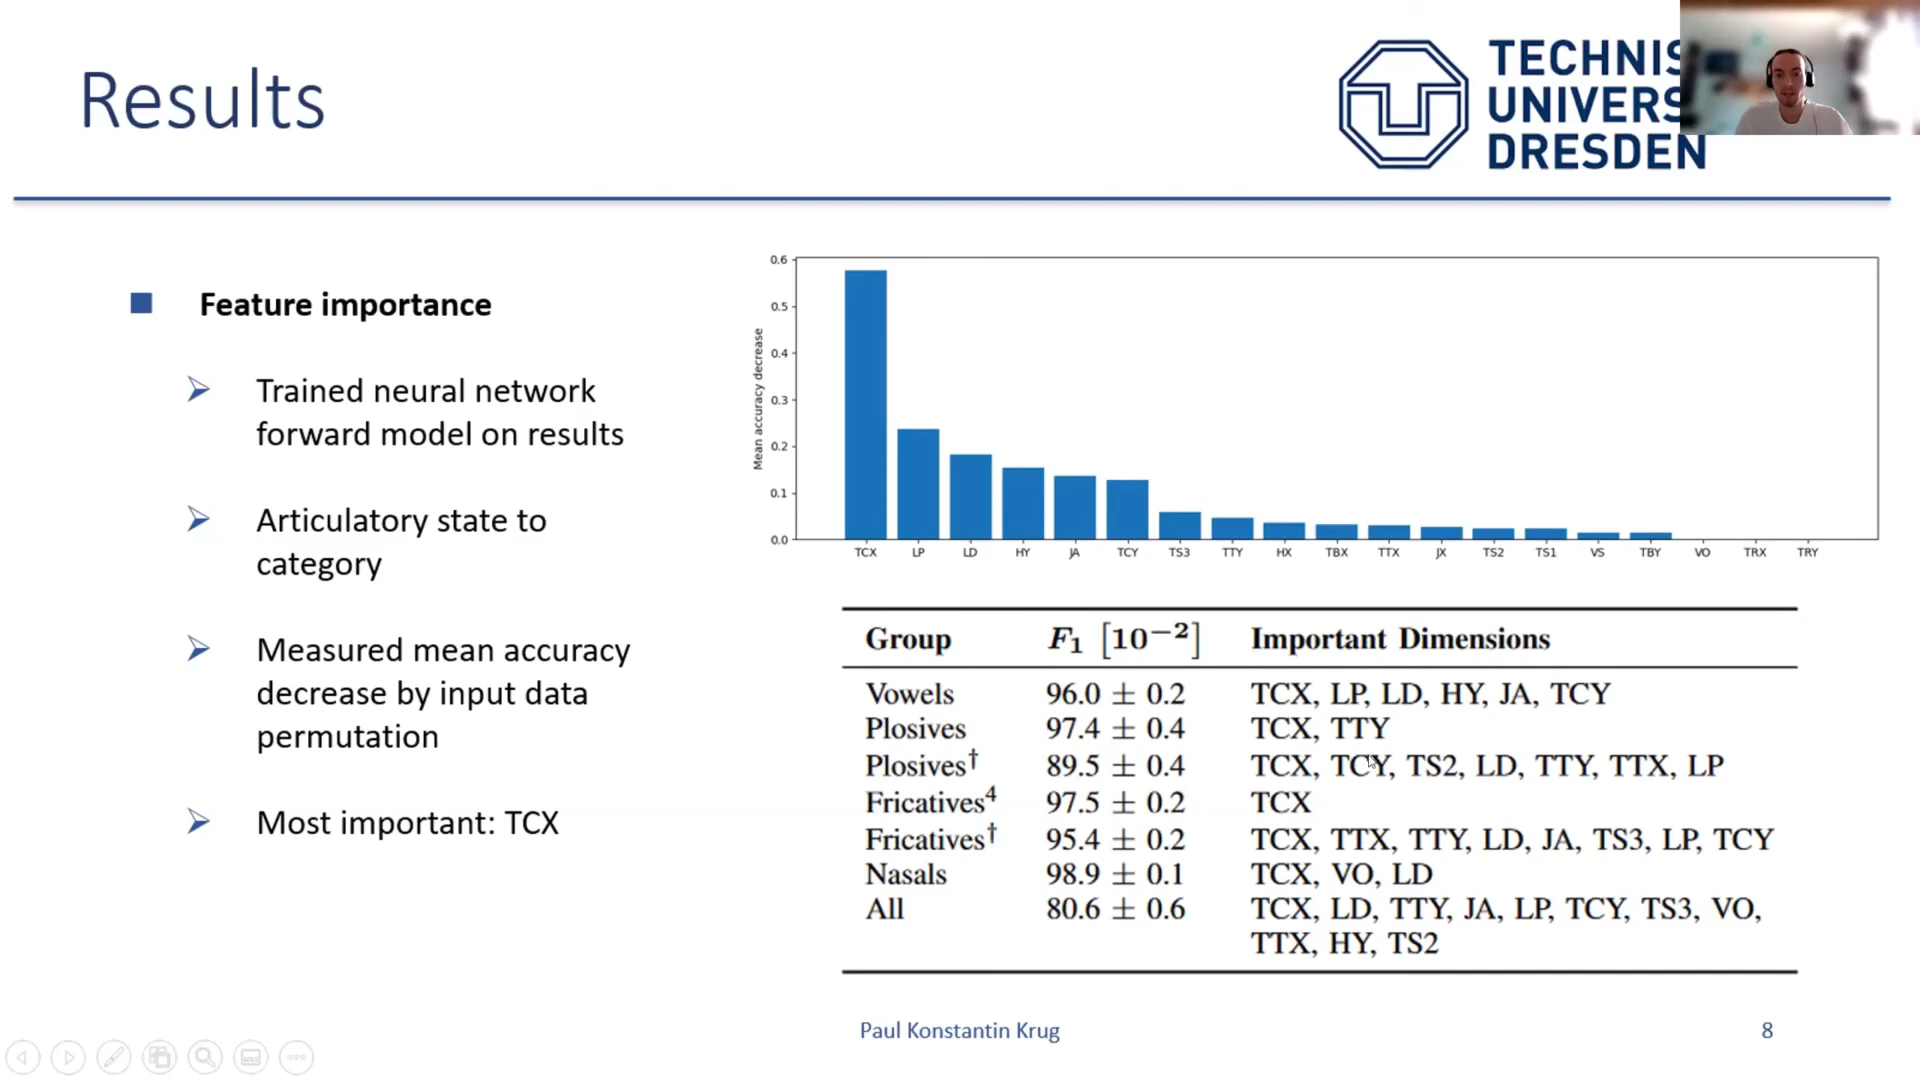 Results
TECHNIS
UNIVERS
DRESDEN
Feature importance
Trained neural network
forward model on results
Articulatory state to
category
Measured mean accuracy
decrease by input data
permutation
Most important: TCX
Mean accuracy decrease
0.6
0.5
0.4
0.3
0.2
0.1
0.0
TCX LP LD HY JA TCY TS3 TTY HX TBX TTX JX TS2 TS1 VS TBY VO TRX TRY
Group F₁ [10⁻²] Important Dimensions
Vowels 96.0 ± 0.2 TCX, LP, LD, HY, JA, TCY
Plosives 97.4 ± 0.4 TCX, TTY
Plosives† 89.5 ± 0.4 TCX, TCY, TS2, LD, TTY, TTX, LP
Fricatives⁴ 97.5 ± 0.2 TCX
Fricatives† 95.4 ± 0.2 TCX, TTX, TTY, LD, JA, TS3, LP, TCY
Nasals 98.9 ± 0.1 TCX, VO, LD
All 80.6 ± 0.6 TCX, LD, TTY, JA, LP, TCY, TS3, VO,
TTX, HY, TS2
Paul Konstantin Krug
8